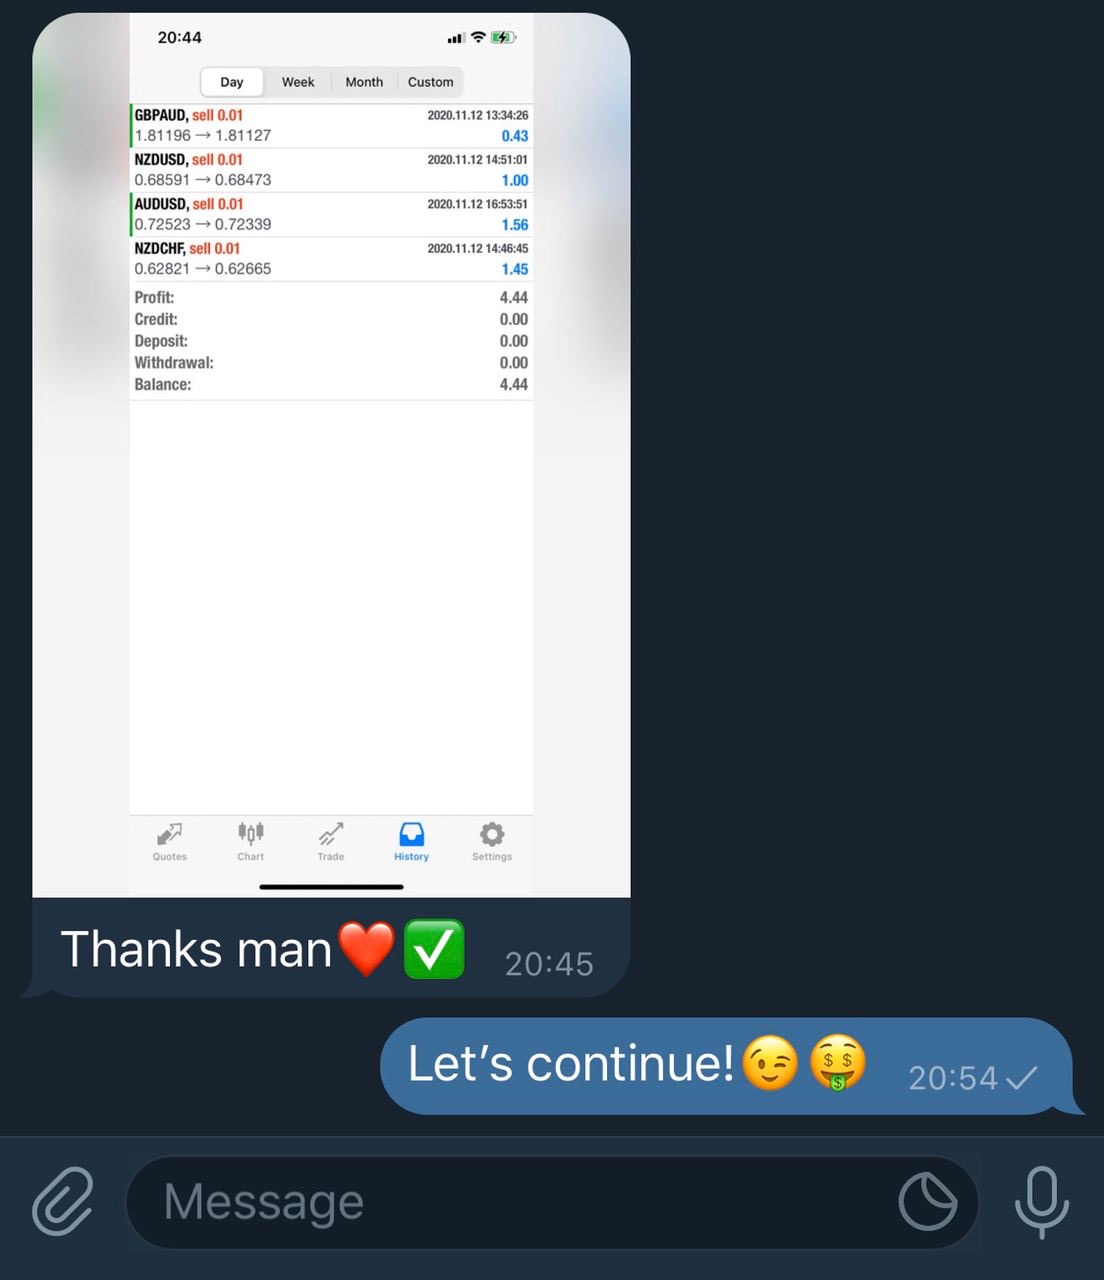 20:44
Day Week Month Custom
GBPAUD, sell 0.01 2020.11.12 13:34:26
1.81196 → 1.81127 0.43
NZDUSD, sell 0.01 2020.11.12 14:51:01
0.68591 → 0.68473 1.00
AUDUSD, sell 0.01 2020.11.12 16:53:51
0.72523 → 0.72339 1.56
NZDCHF, sell 0.01 2020.11.12 14:46:45
0.62821 → 0.62665 1.45
Profit: 4.44
Credit: 0.00
Deposit: 0.00
Withdrawal: 0.00
Balance: 4.44
Quotes Chart Trade History Settings
Thanks man❤️✅ 20:45
Let’s continue!😉🤑 20:54
Message